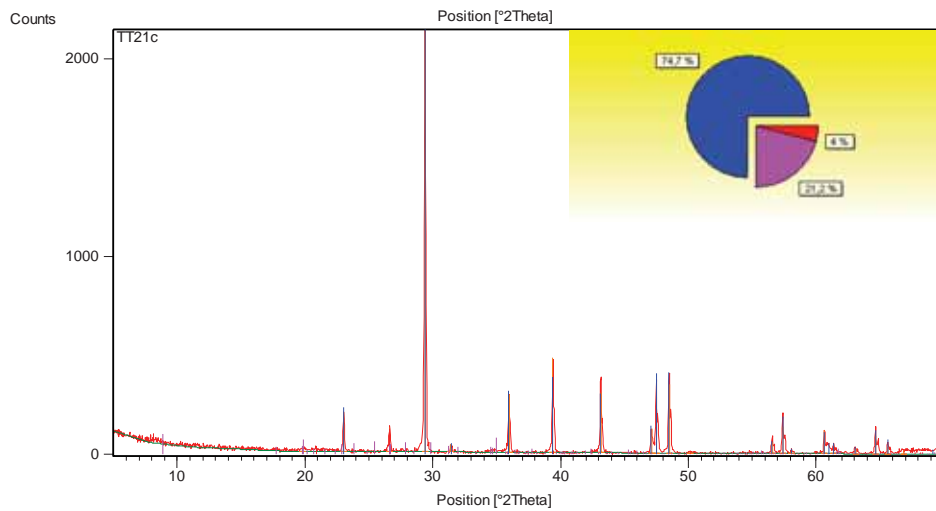 Position [°2Theta]
Counts
TT21c
2000
74,7 %
4 %
21,2 %
1000
0
10 20 30 40 50 60
Position [°2Theta]